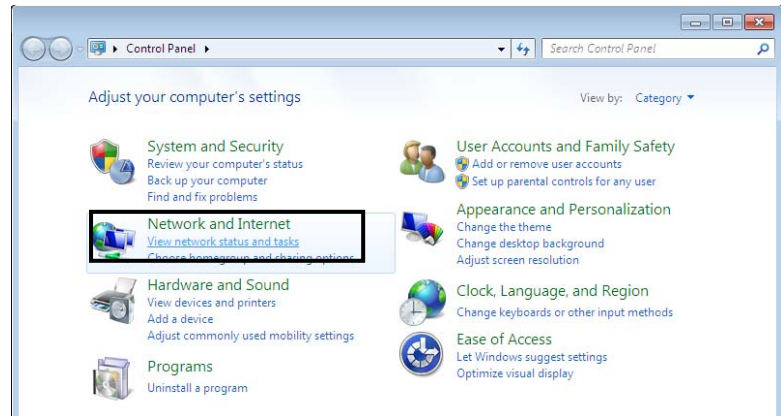 Control Panel
Search Control Panel
Adjust your computer's settings
View by: Category
System and Security
Review your computer's status
Back up your computer
Find and fix problems
Network and Internet
View network status and tasks
Choose homegroup and sharing options
Hardware and Sound
View devices and printers
Add a device
Adjust commonly used mobility settings
Programs
Uninstall a program
User Accounts and Family Safety
Add or remove user accounts
Set up parental controls for any user
Appearance and Personalization
Change the theme
Change desktop background
Adjust screen resolution
Clock, Language, and Region
Change keyboards or other input methods
Ease of Access
Let Windows suggest settings
Optimize visual display